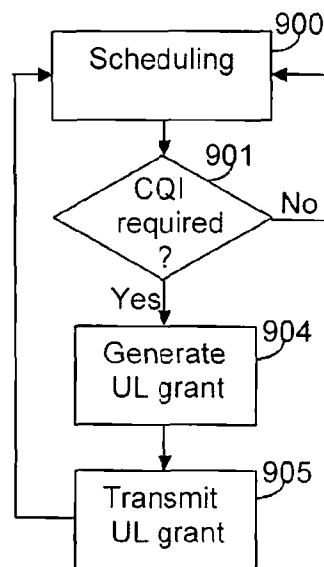 900
Scheduling
901
CQI
required
?
No
Yes
904
Generate
UL grant
905
Transmit
UL grant